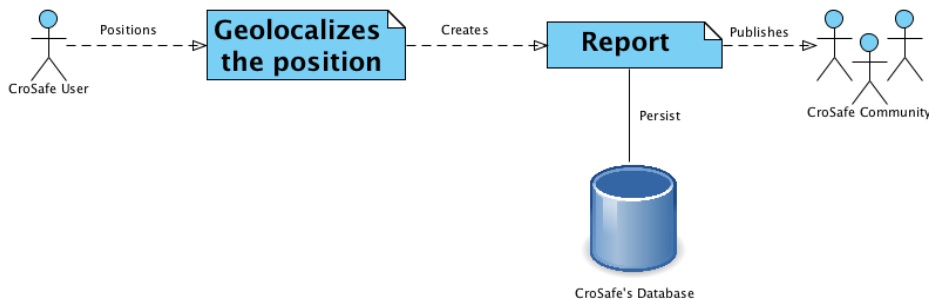 Positions
Geolocalizes
the position
Creates
Report
Publishes
CroSafe User
CroSafe Community
Persist
CroSafe's Database